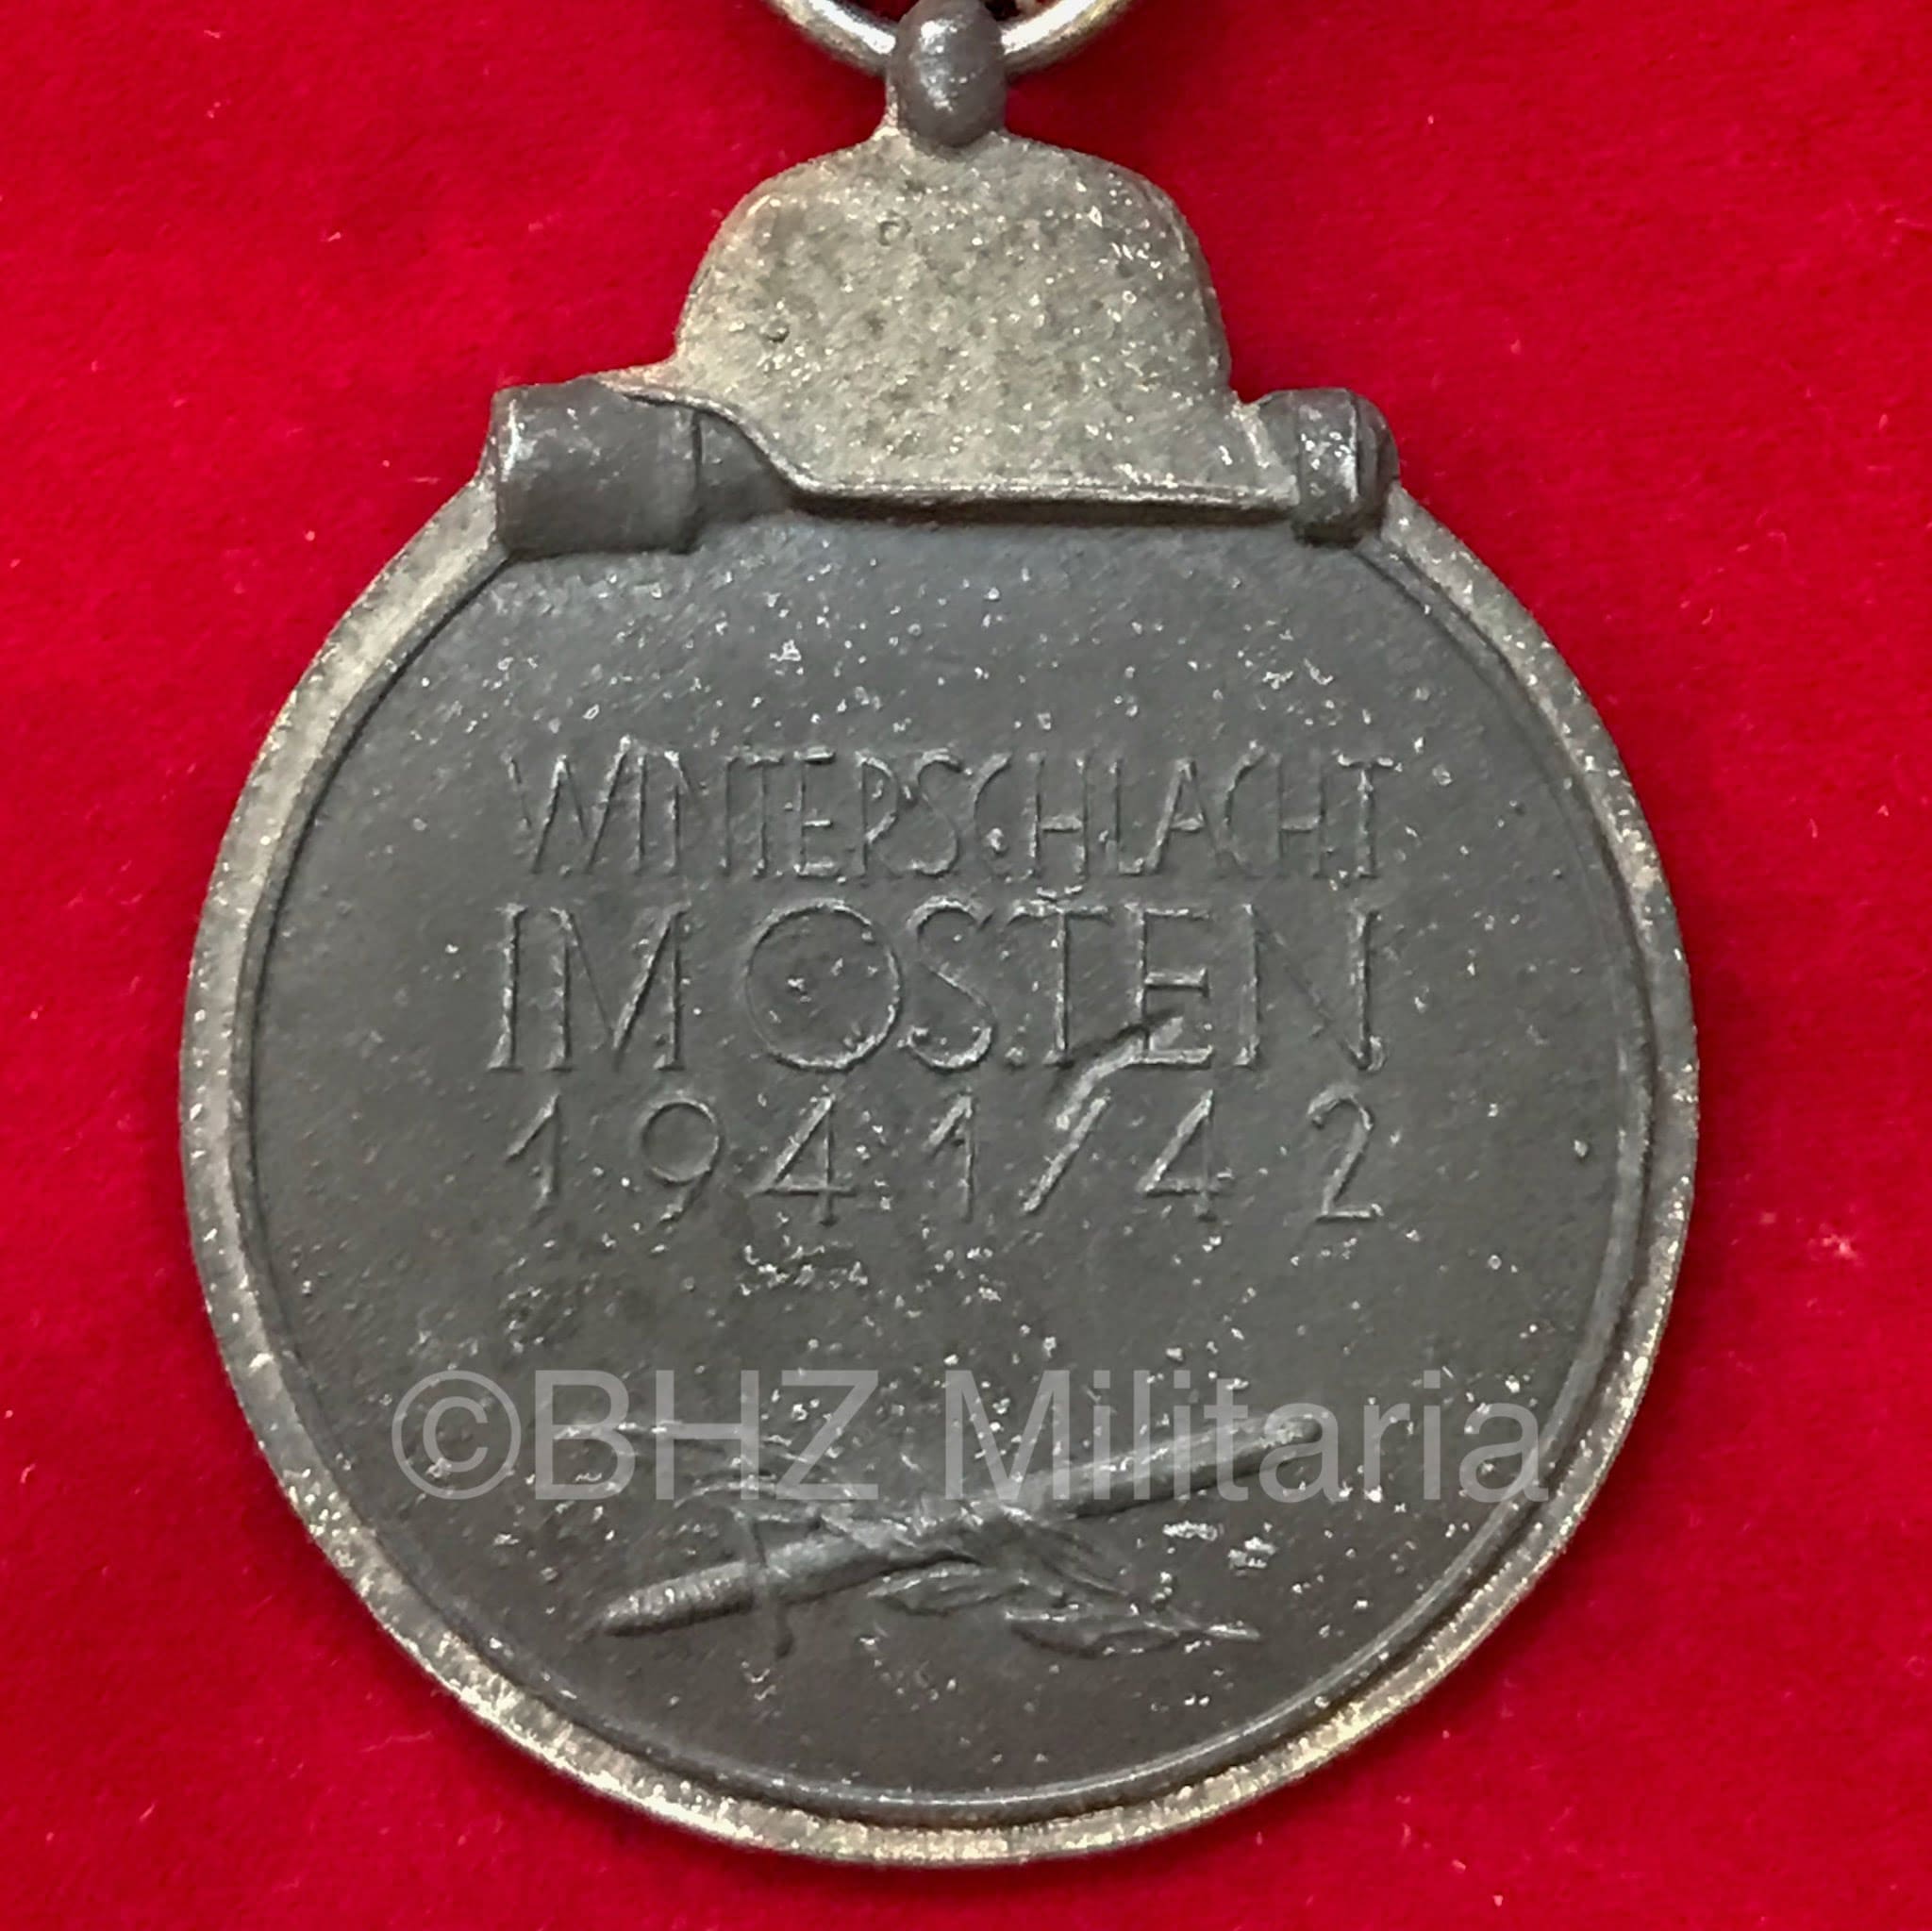 WINTERSCHLACHT
IM OSTEN
1941/42
©BHZ Militaria